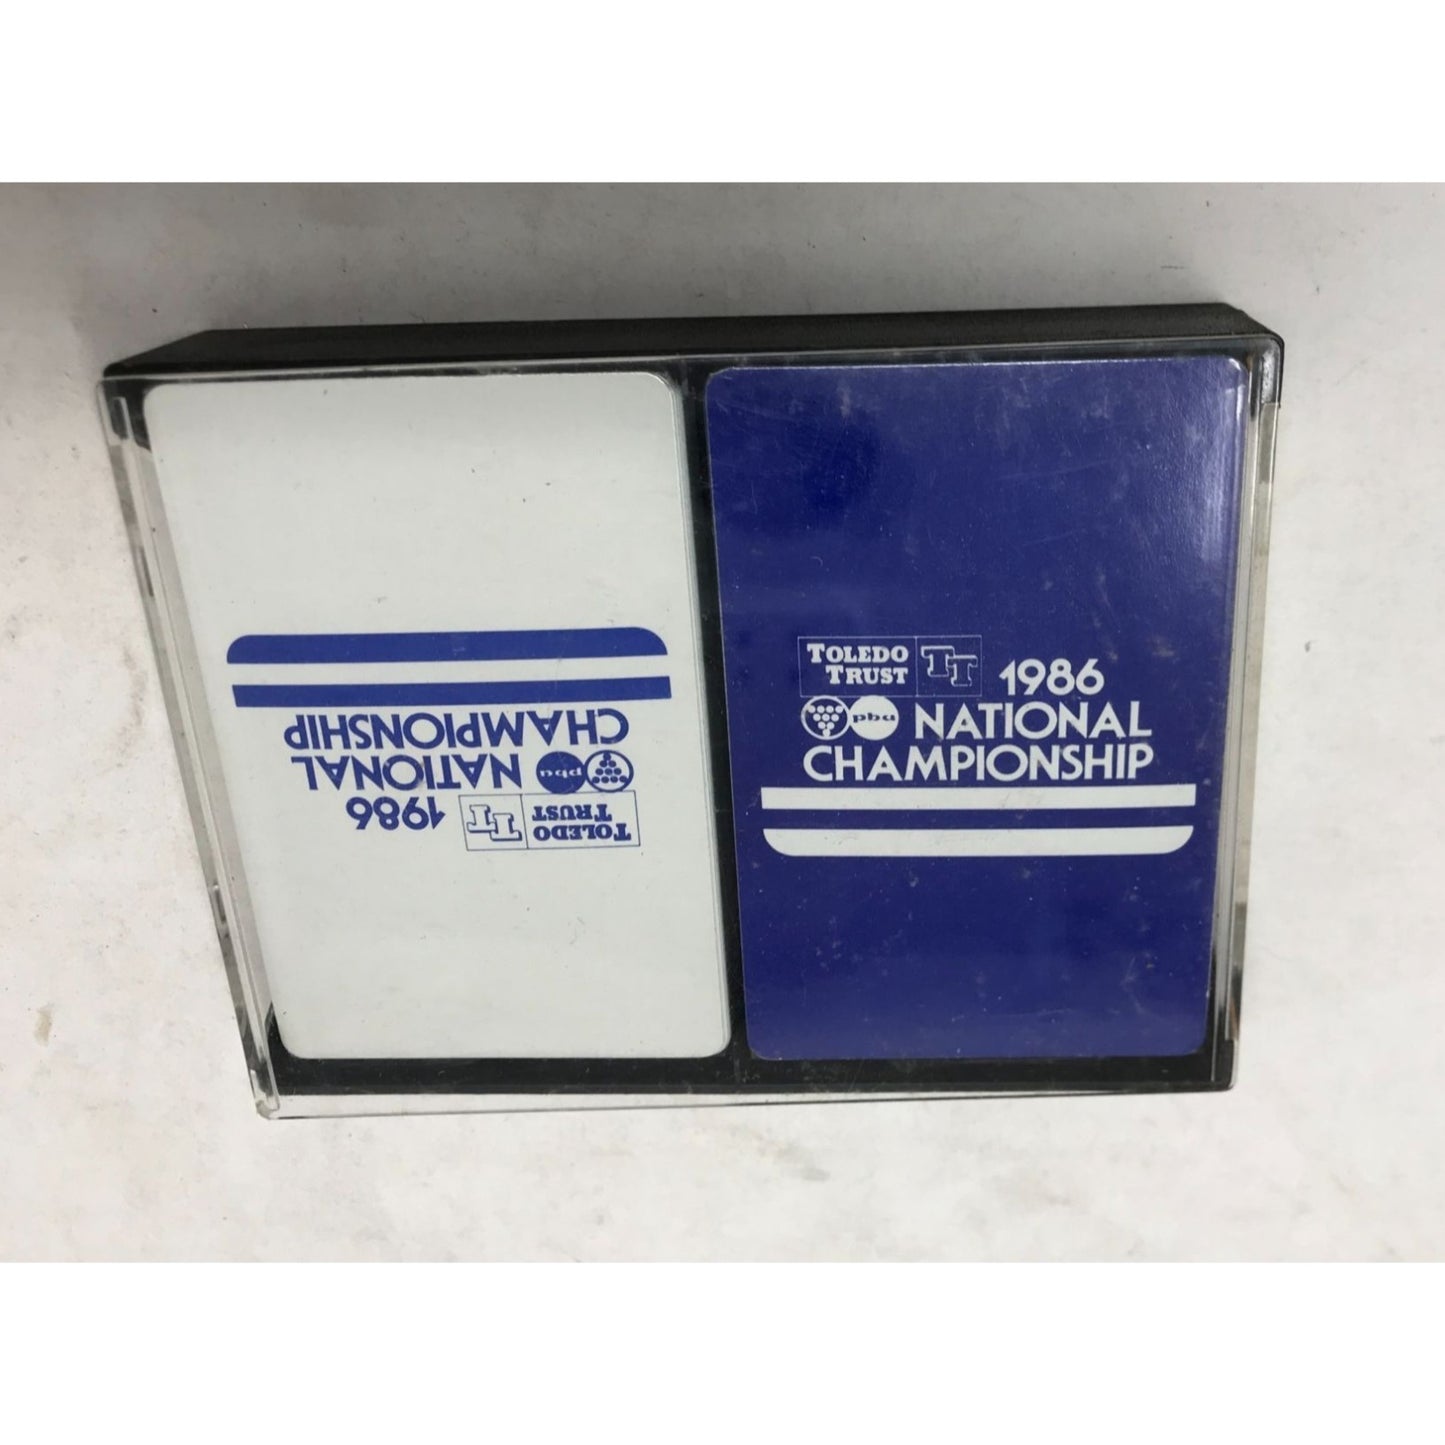 TOLEDO
TRUST
TT
1986
pba
NATIONAL
CHAMPIONSHIP
TOLEDO
TRUST
TT
1986
pba
NATIONAL
CHAMPIONSHIP